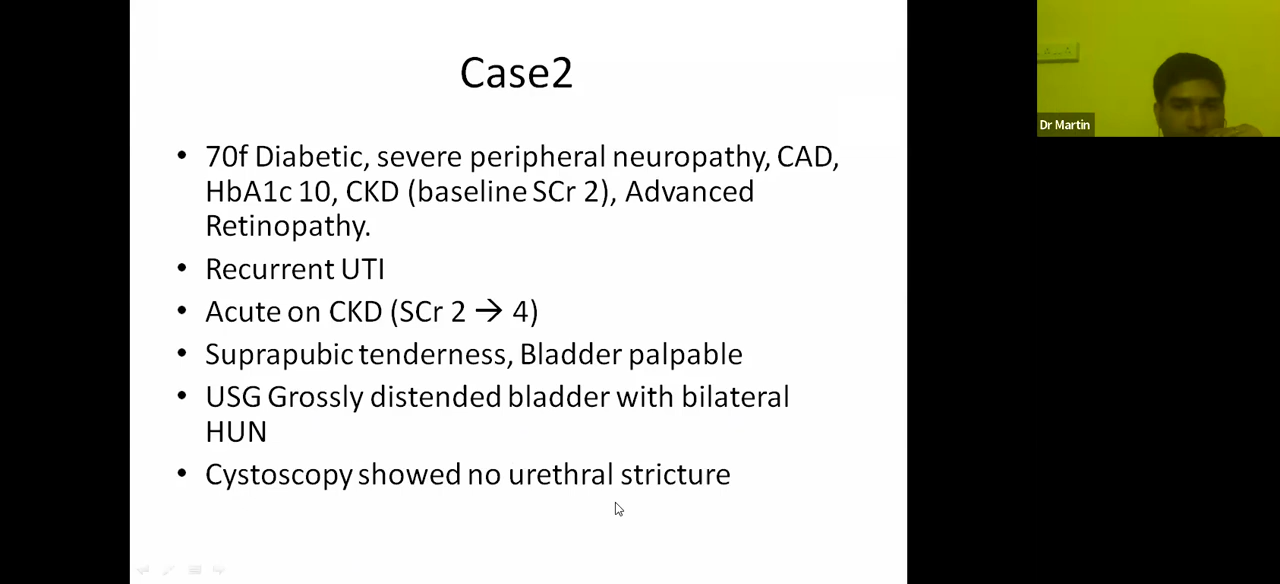 Case2
• 70f Diabetic, severe peripheral neuropathy, CAD,
HbA1c 10, CKD (baseline SCr 2), Advanced
Retinopathy.
• Recurrent UTI
• Acute on CKD (SCr 2 → 4)
• Suprapubic tenderness, Bladder palpable
• USG Grossly distended bladder with bilateral
HUN
• Cystoscopy showed no urethral stricture
Dr Martin